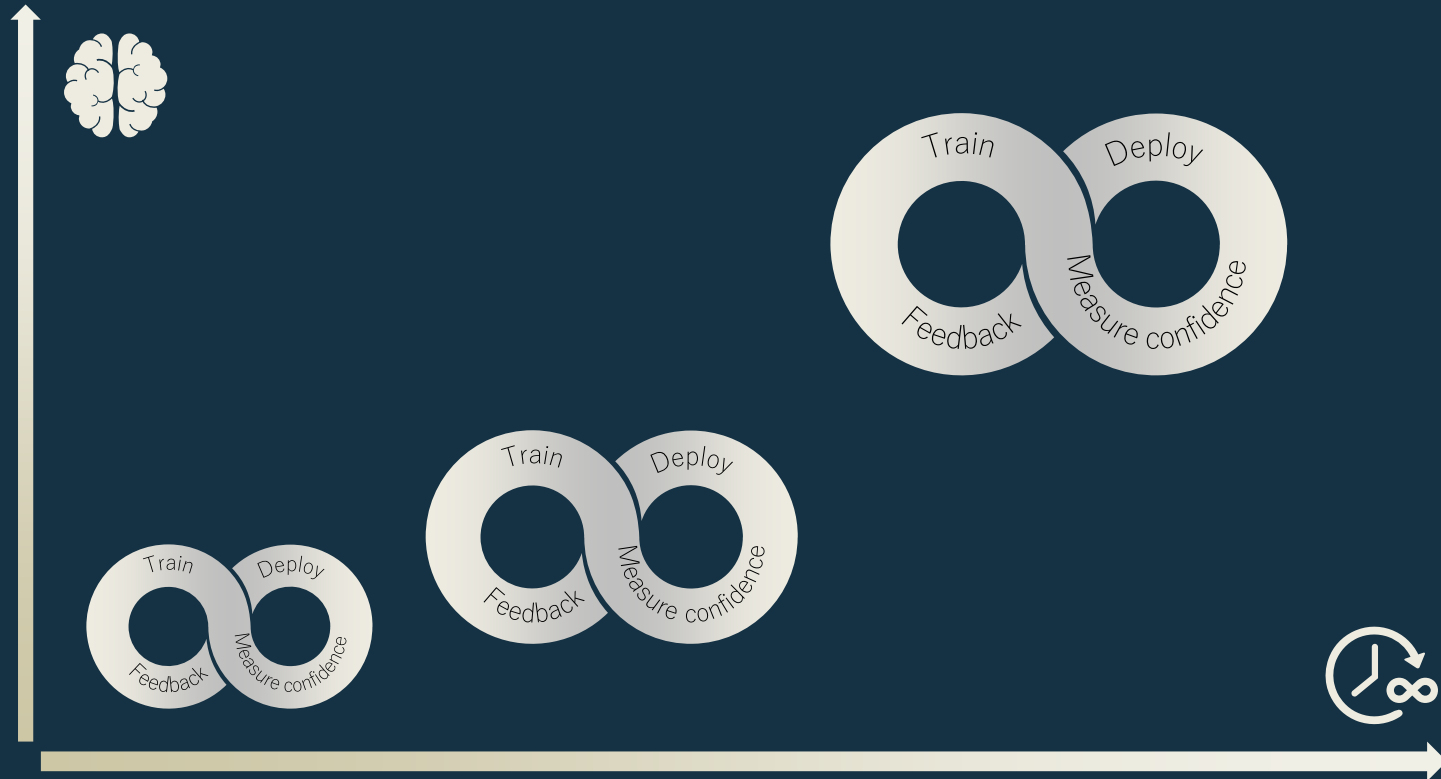 Train
Deploy
Feedback
Measure confidence
Train
Deploy
Feedback
Measure confidence
Train
Deploy
Feedback
Measure confidence